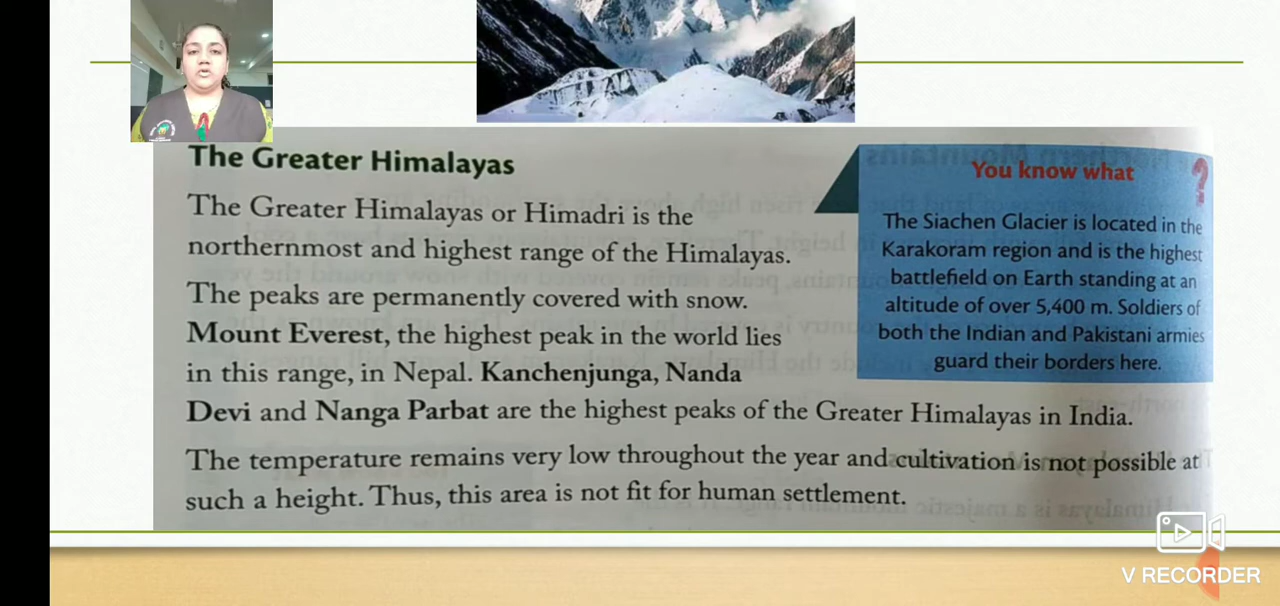 The Greater Himalayas
The Greater Himalayas or Himadri is the
northernmost and highest range of the Himalayas.
The peaks are permanently covered with snow.
Mount Everest, the highest peak in the world lies
in this range, in Nepal. Kanchenjunga, Nanda
Devi and Nanga Parbat are the highest peaks of the Greater Himalayas in India.
The temperature remains very low throughout the year and cultivation is not possible at
such a height. Thus, this area is not fit for human settlement.
You know what ?
The Siachen Glacier is located in the
Karakoram region and is the highest
battlefield on Earth standing at an
altitude of over 5,400 m. Soldiers of
both the Indian and Pakistani armies
guard their borders here.
V RECORDER